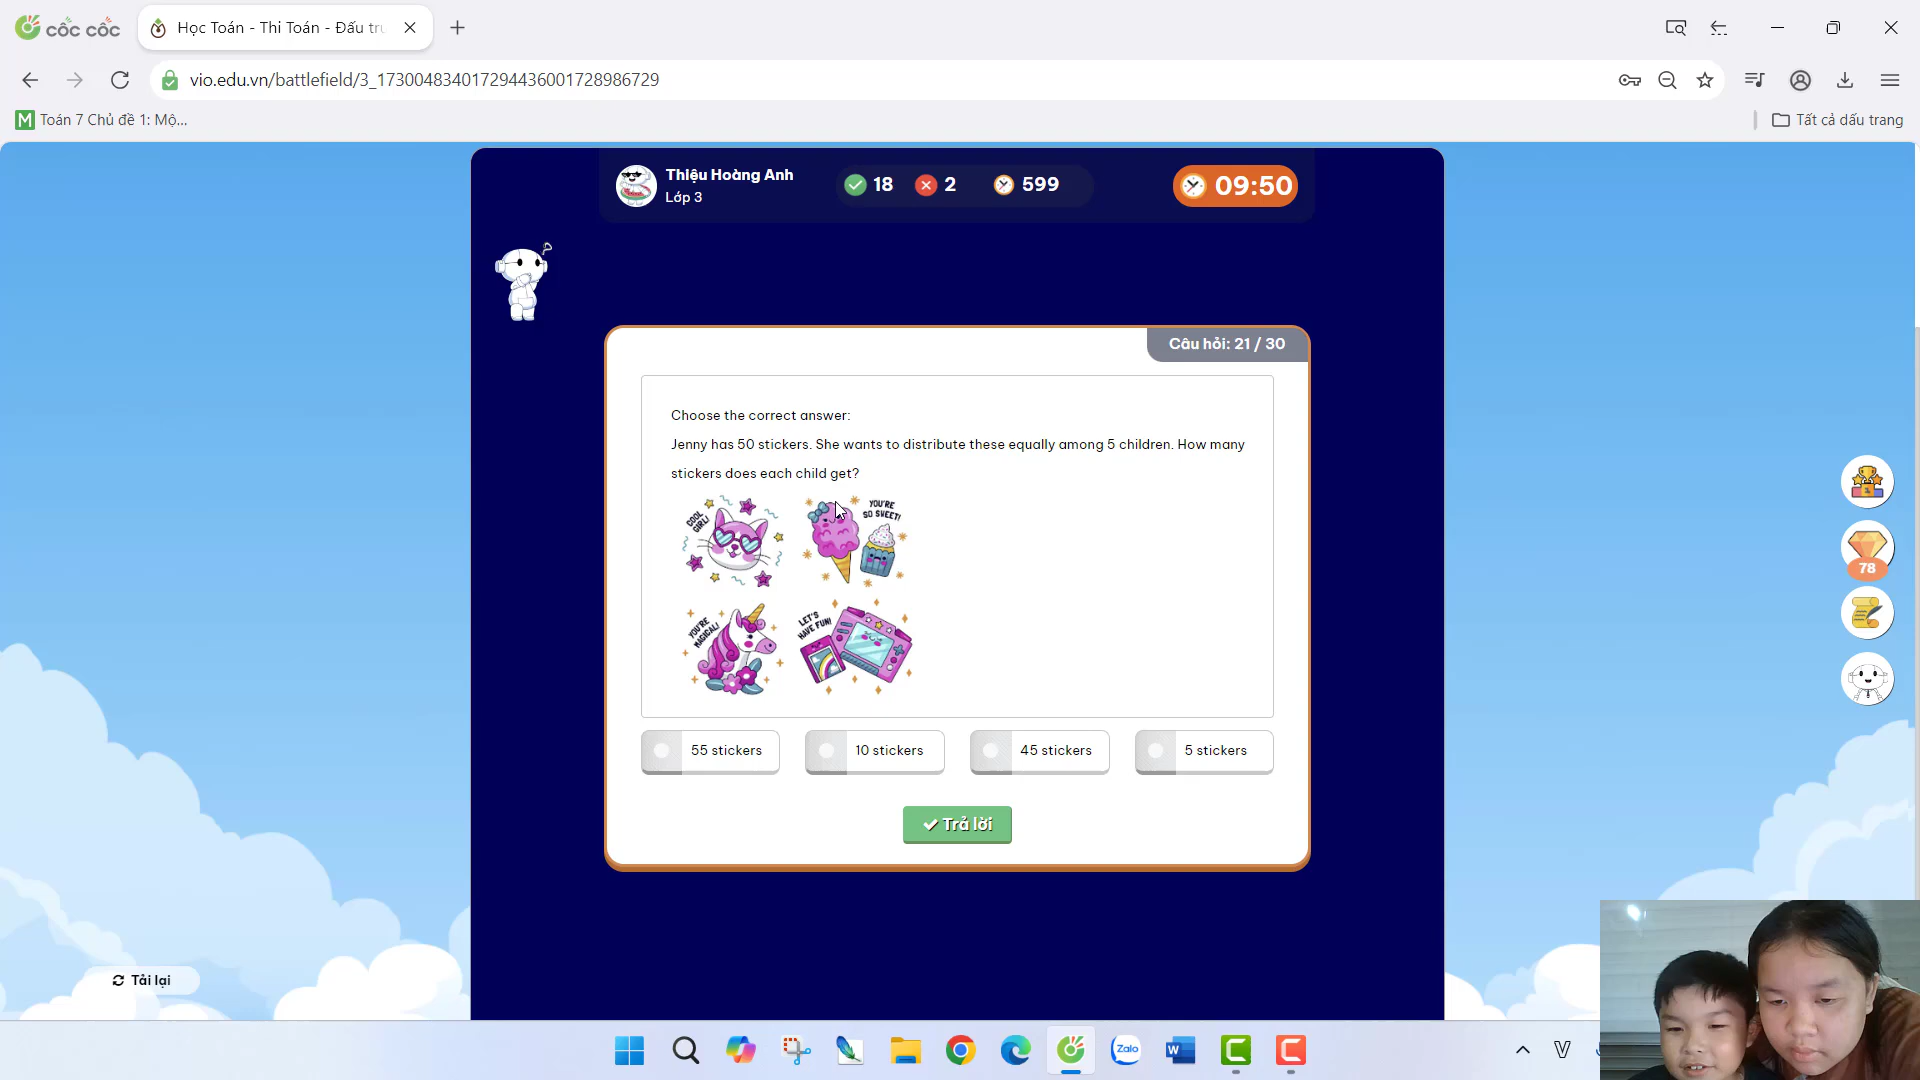 cốc cốc
Học Toán - Thi Toán - Đấu trư
vio.edu.vn/battlefield/3_1730048340172944360017289867​29
Toán 7 Chủ đề 1: Mộ...
Tất cả dấu trang
Thiệu Hoàng Anh
Lớp 3
18
2
599
09:50
Câu hỏi: 21 / 30
Choose the correct answer:
Jenny has 50 stickers. She wants to distribute these equally among 5 children. How many
stickers does each child get?
COOL GIRL!
YOU'RE SO SWEET!
YOU'RE MAGICAL!
LET'S HAVE FUN!
55 stickers
10 stickers
45 stickers
5 stickers
Trả lời
78
Tải lại
Zalo